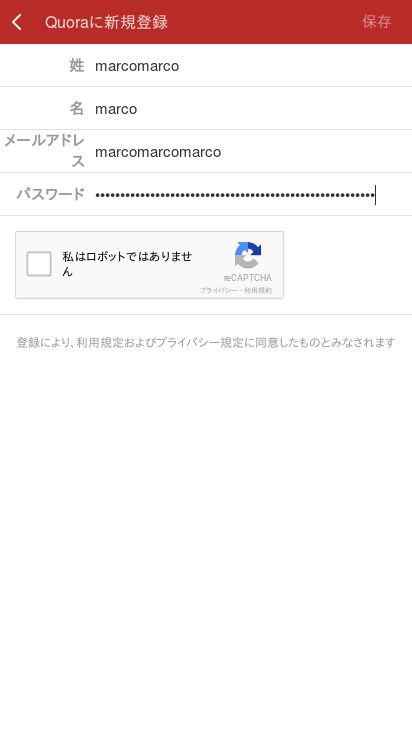 Quoraに新規登録
保存
姓 marcomarco
名 marco
メールアドレ
ス
marcomarcomarco
パスワード ••••••••••••••••••••••••••••••••••••••••••••••••••••••••
私はロボットではありませ
ん
reCAPTCHA
プライバシー - 利用規約
登録により、利用規定およびプライバシー規定に同意したものとみなされます